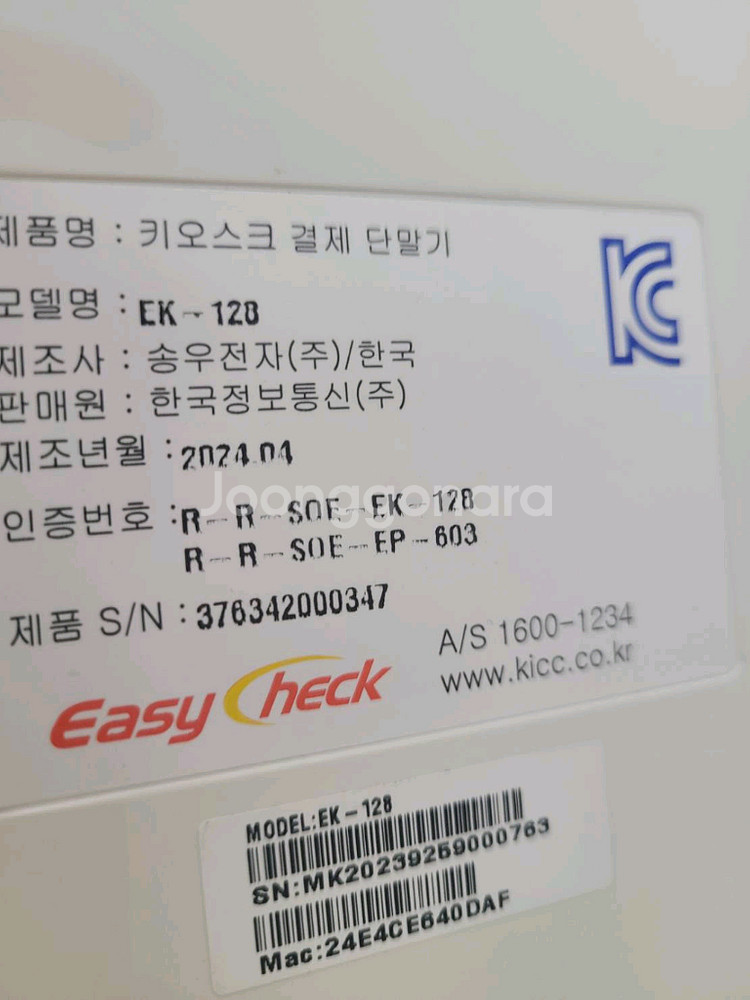 제품명 : 키오스크 결제 단말기
모델명 : EK-128
제조사 : 송우전자(주)/한국
판매원 : 한국정보통신(주)
제조년월 : 2024.04
인증번호 : R-R-SOE-EK-128
R-R-SOE-EP-603
Joonggonara
제품 S/N : 376342000347
A/S 1600-1234
www.kicc.co.kr
EasyCheck
MODEL:EK-128
SN:MK20239259000763
Mac:24E4CE640DAF